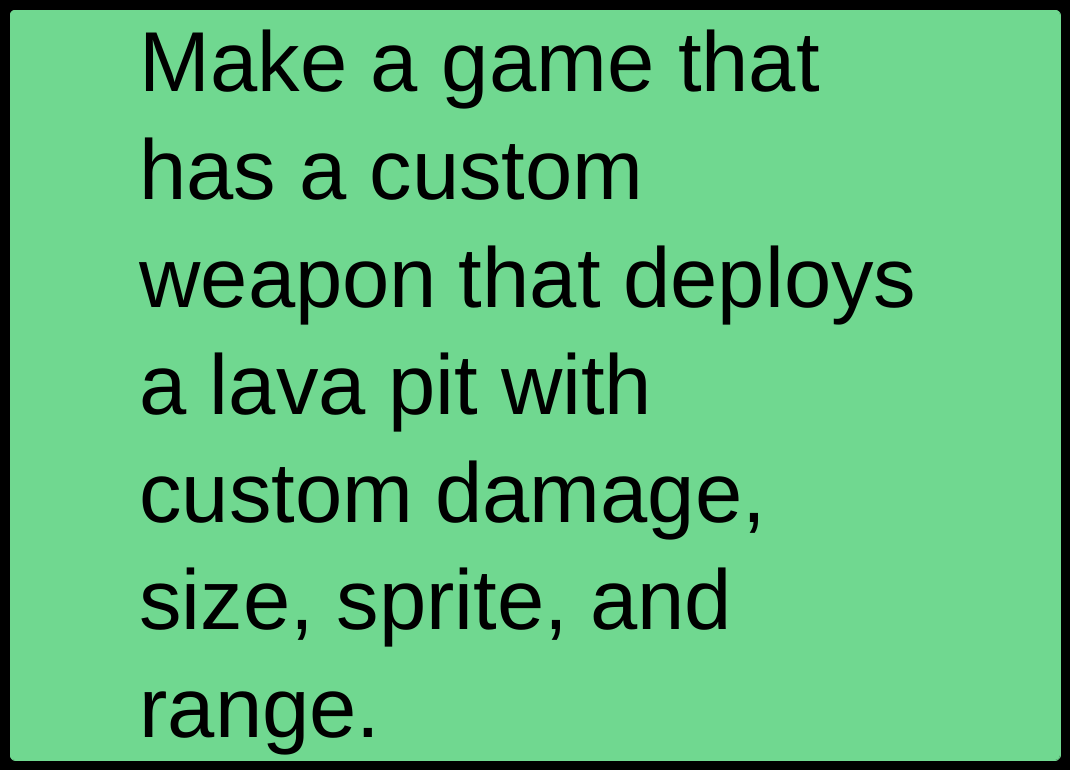 Make a game that
has a custom
weapon that deploys
a lava pit with
custom damage,
size, sprite, and
range.